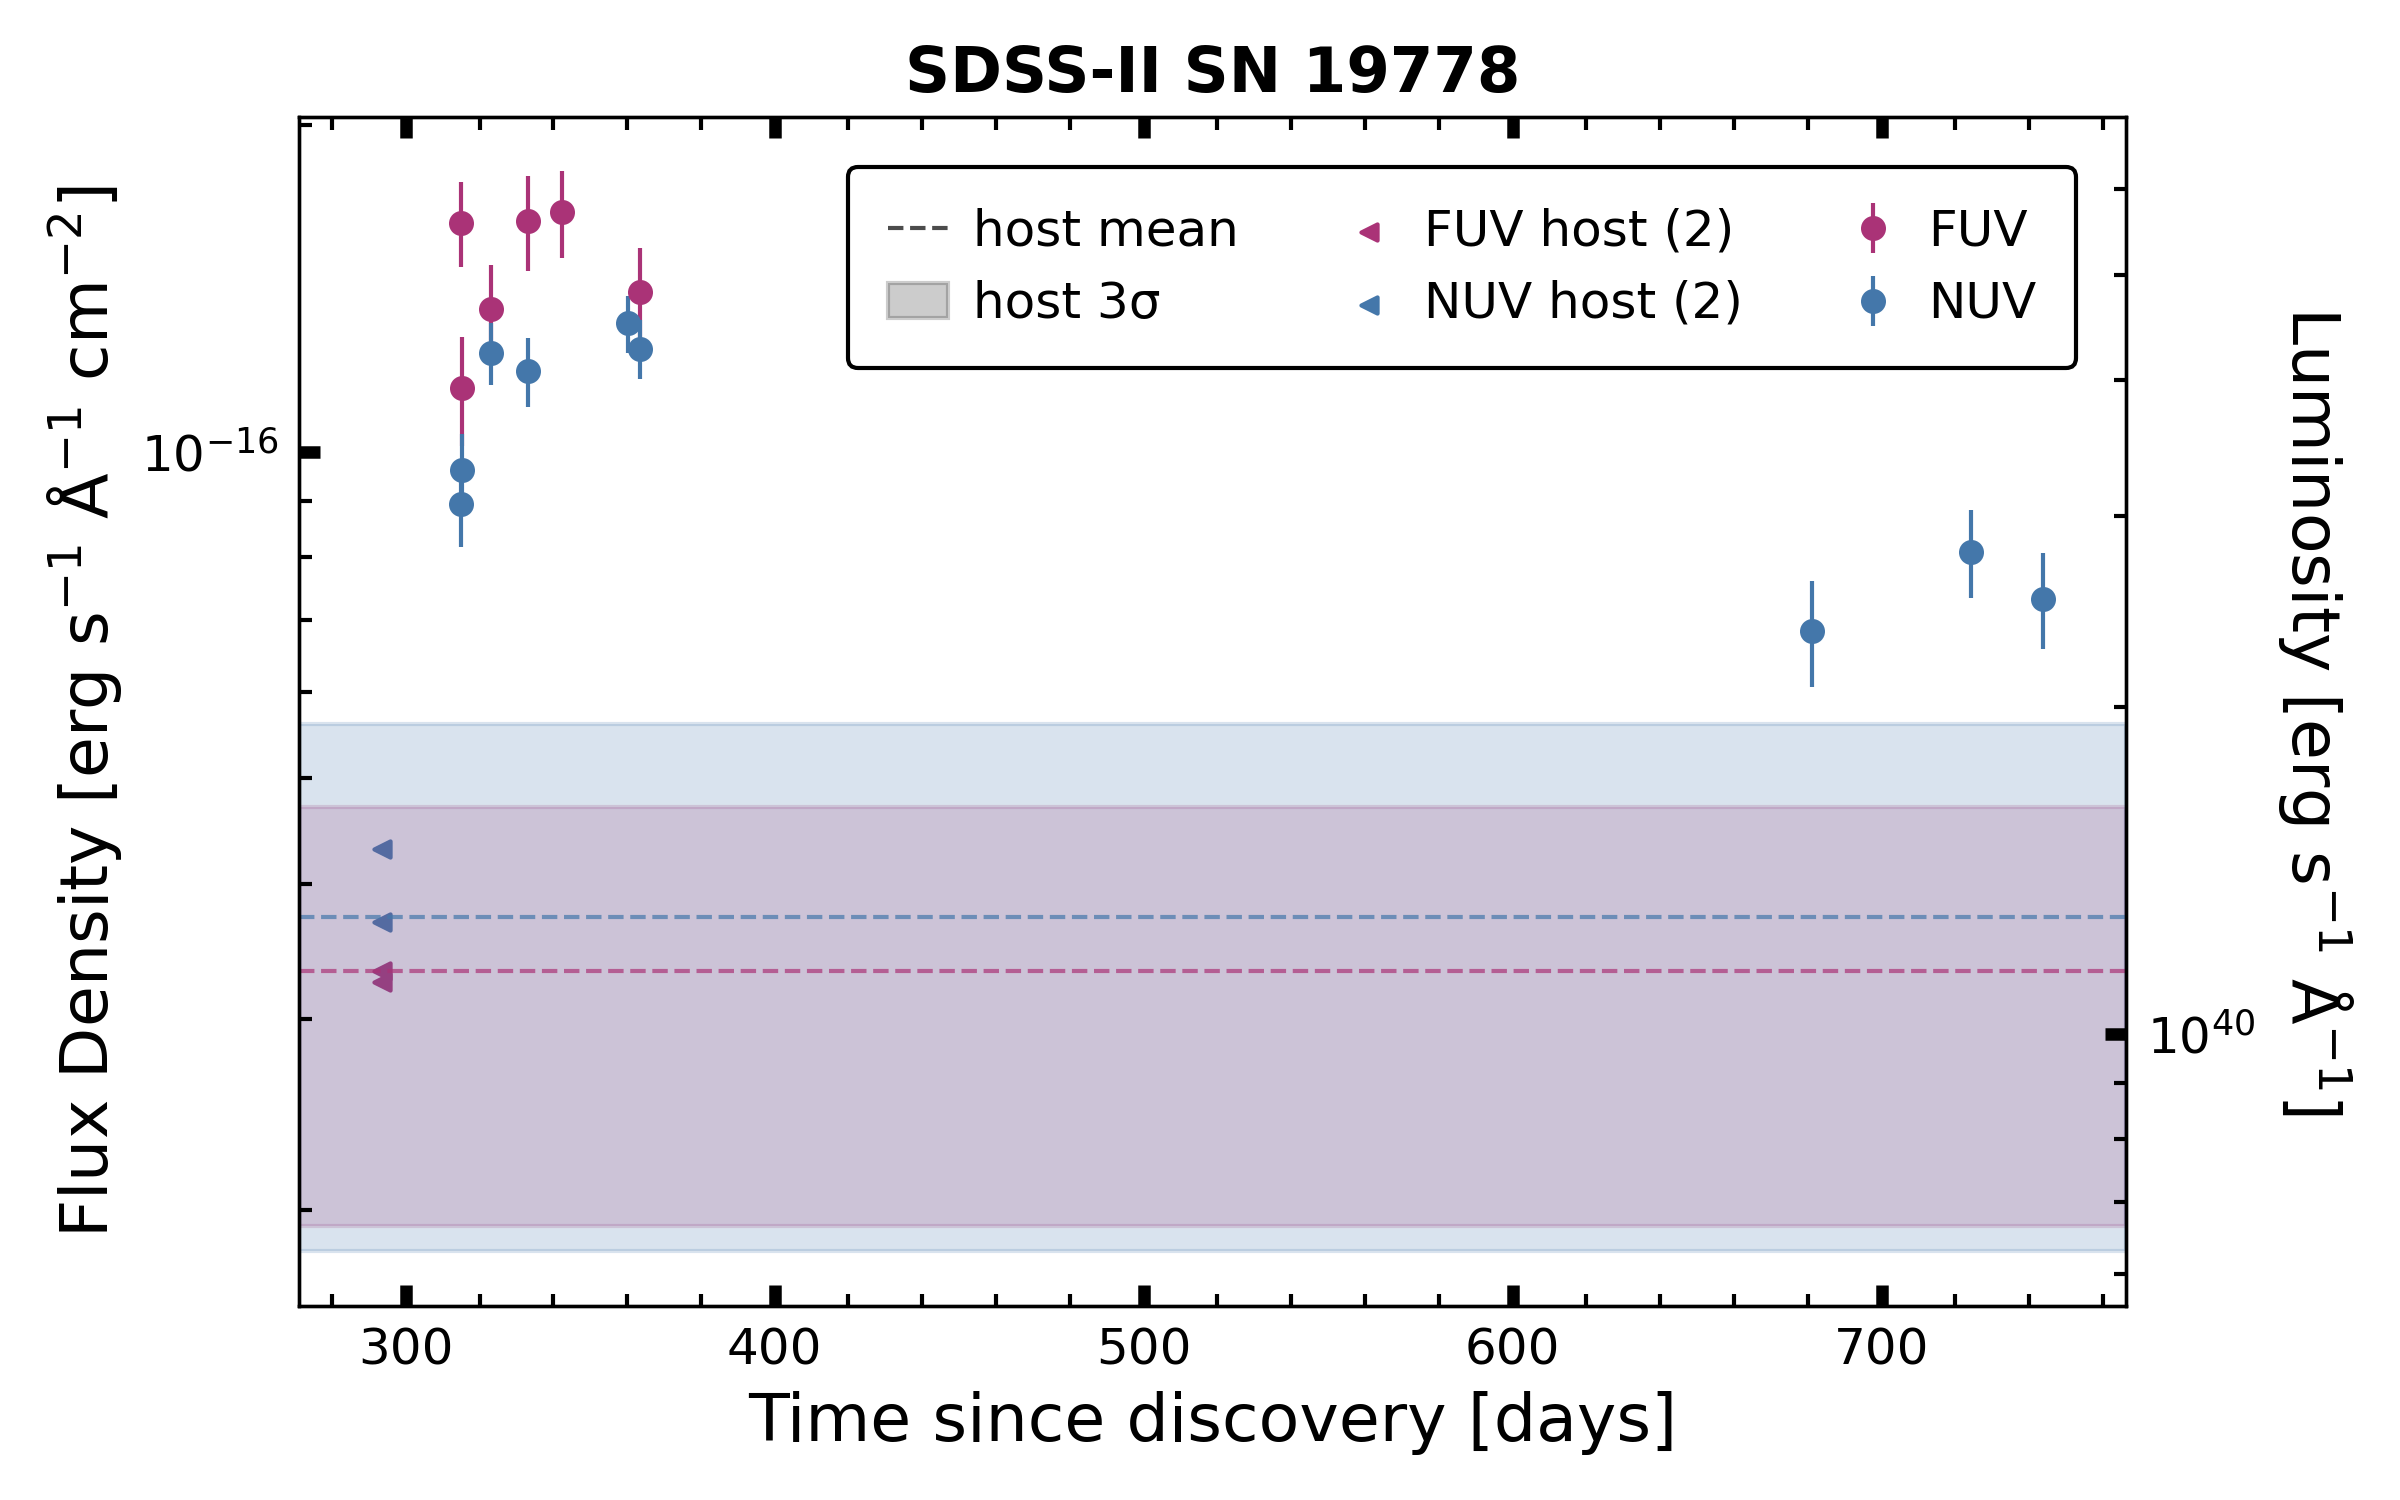 SDSS-II SN 19778
host mean
host 3σ
FUV host (2)
NUV host (2)
FUV
NUV
Flux Density [erg s⁻¹ Å⁻¹ cm⁻²]
10⁻¹⁶
Luminosity [erg s⁻¹ Å⁻¹]
10⁴⁰
300 400 500 600 700
Time since discovery [days]